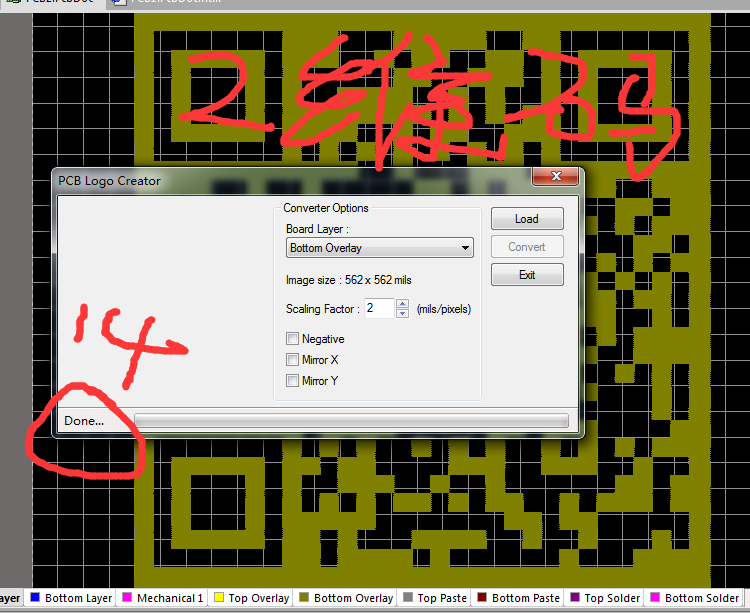 2维码
PCB Logo Creator
Converter Options
Board Layer :
Bottom Overlay
Image size : 562 x 562 mils
Scaling Factor : 2 (mils/pixels)
Negative
Mirror X
Mirror Y
Load
Convert
Exit
14
Done...
ayer Bottom Layer Mechanical 1 Top Overlay Bottom Overlay Top Paste Bottom Paste Top Solder Bottom Solder